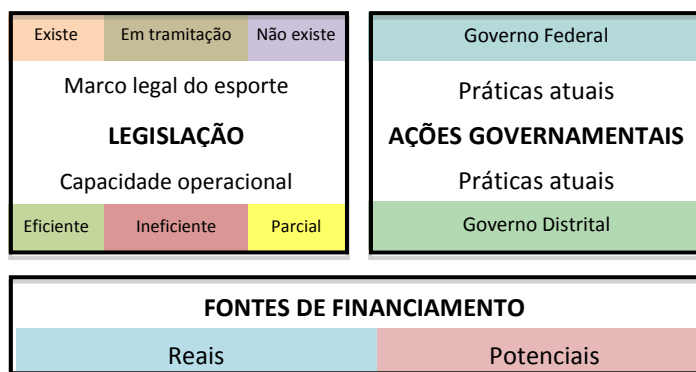 Existe Em tramitação Não existe
Marco legal do esporte
LEGISLAÇÃO
Capacidade operacional
Eficiente Ineficiente Parcial
Governo Federal
Práticas atuais
AÇÕES GOVERNAMENTAIS
Práticas atuais
Governo Distrital
FONTES DE FINANCIAMENTO
Reais Potenciais